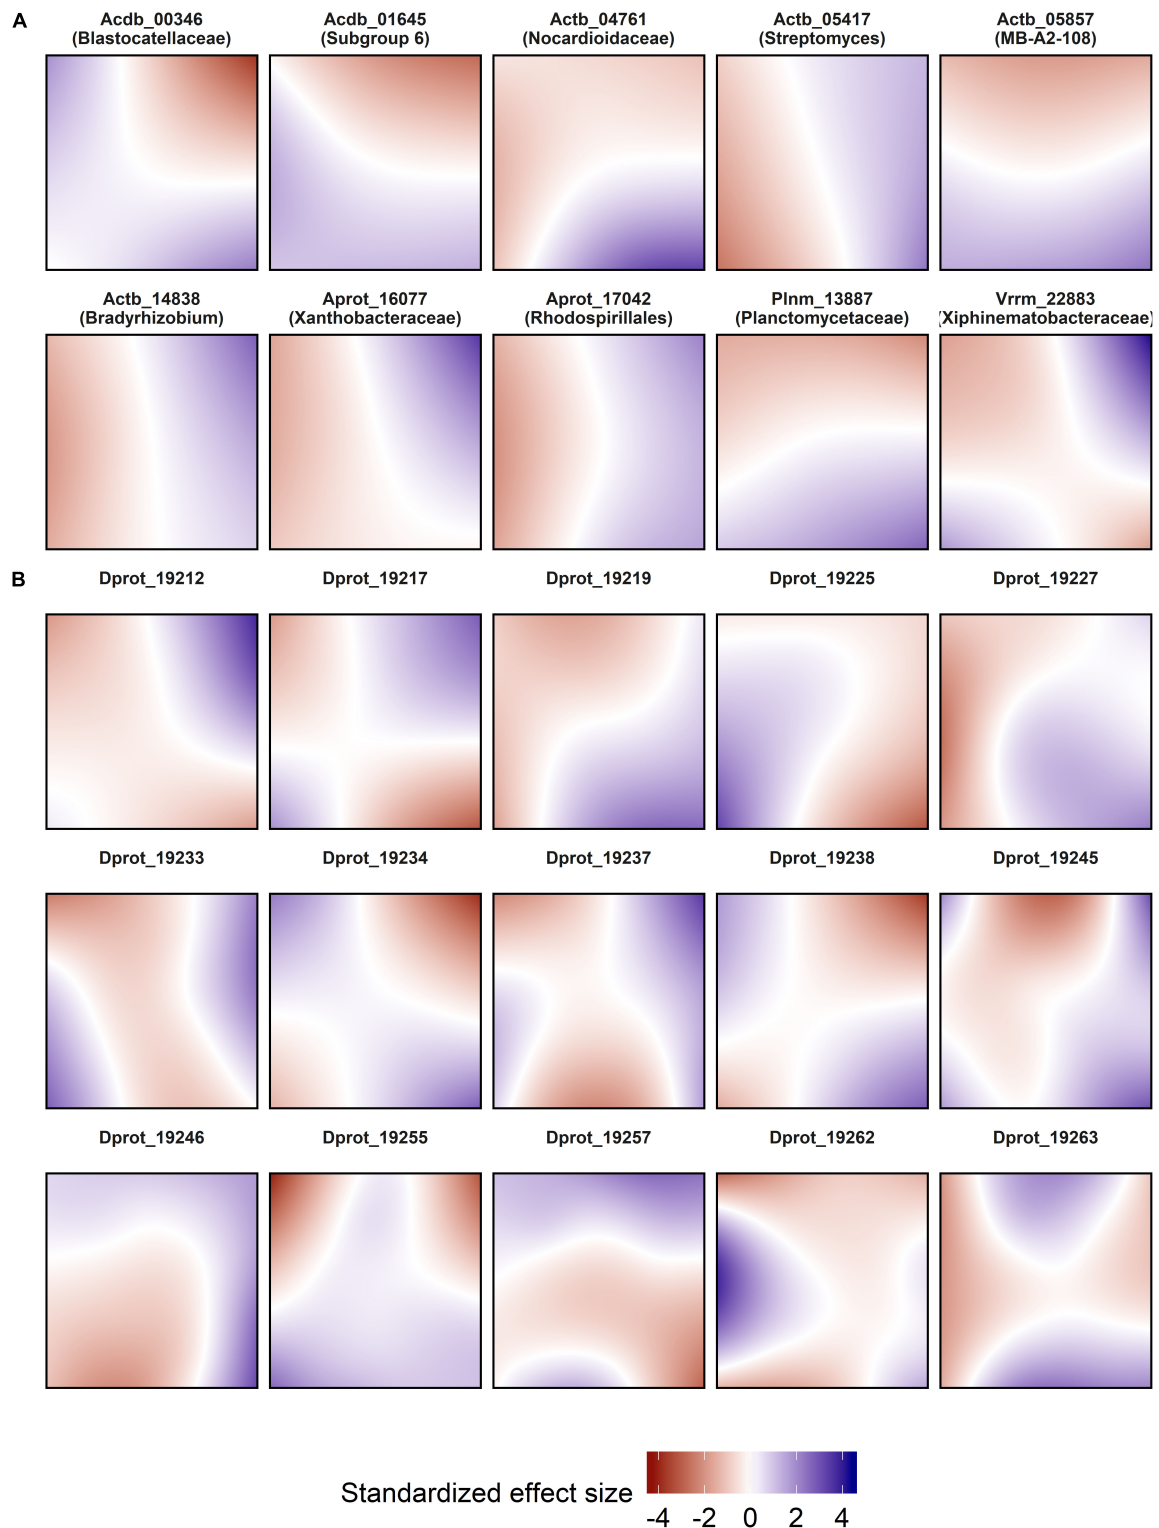 A
Acdb_00346 Acdb_01645 Actb_04761 Actb_05417 Actb_05857
(Blastocatellaceae) (Subgroup 6) (Nocardioidaceae) (Streptomyces) (MB-A2-108)
Actb_14838 Aprot_16077 Aprot_17042 Plnm_13887 Vrrm_22883
(Bradyrhizobium) (Xanthobacteraceae) (Rhodospirillales) (Planctomycetaceae) (Xiphinematobacteraceae)
B
Dprot_19212 Dprot_19217 Dprot_19219 Dprot_19225 Dprot_19227
Dprot_19233 Dprot_19234 Dprot_19237 Dprot_19238 Dprot_19245
Dprot_19246 Dprot_19255 Dprot_19257 Dprot_19262 Dprot_19263
Standardized effect size
-4 -2 0 2 4